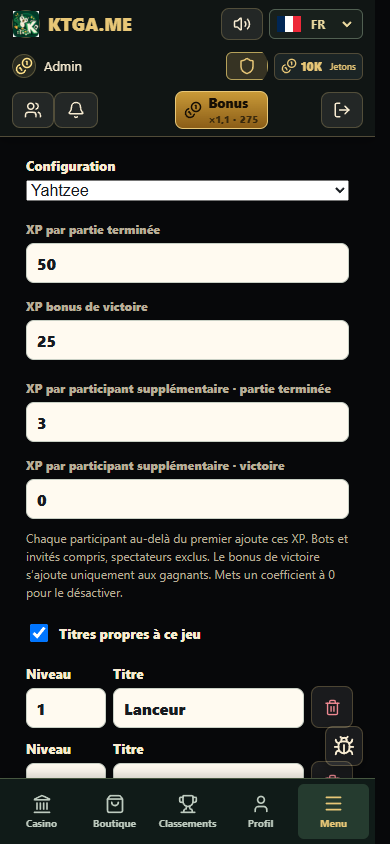 KTGA.ME
FR
Admin
10K Jetons
Bonus
×1,1 · 275
Configuration
Yahtzee
XP par partie terminée
50
XP bonus de victoire
25
XP par participant supplémentaire · partie terminée
3
XP par participant supplémentaire · victoire
0
Chaque participant au-delà du premier ajoute ces XP. Bots et
invités compris, spectateurs exclus. Le bonus de victoire
s’ajoute uniquement aux gagnants. Mets un coefficient à 0
pour le désactiver.
Titres propres à ce jeu
Niveau Titre
1 Lanceur
Niveau Titre
Casino Boutique Classements Profil Menu